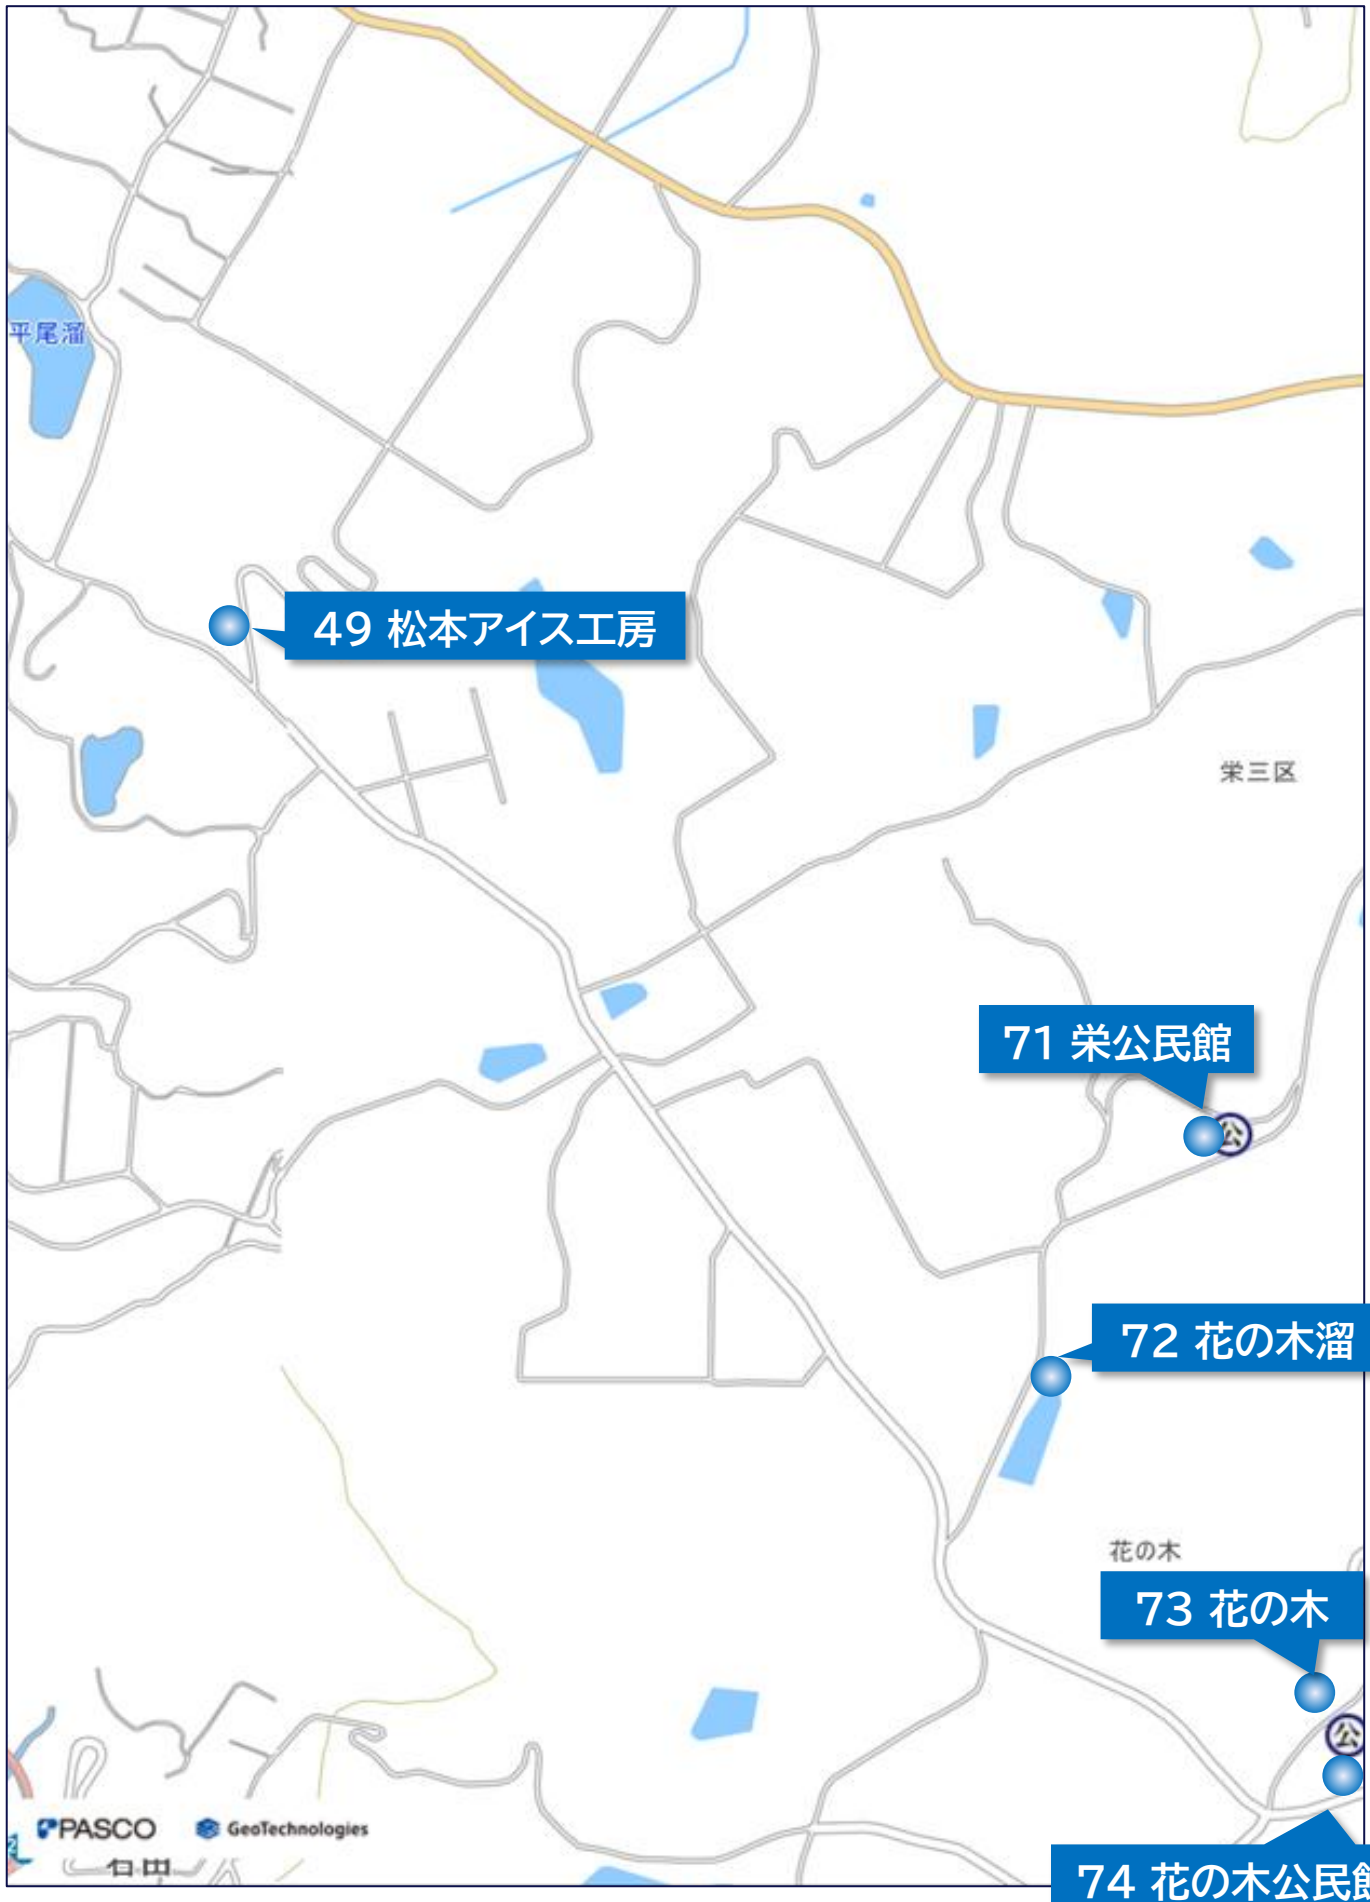 平尾溜
49 松本アイス工房
栄三区
71 栄公民館
公
72 花の木溜
花の木
73 花の木
公
PASCO
GeoTechnologies
74 花の木公民館